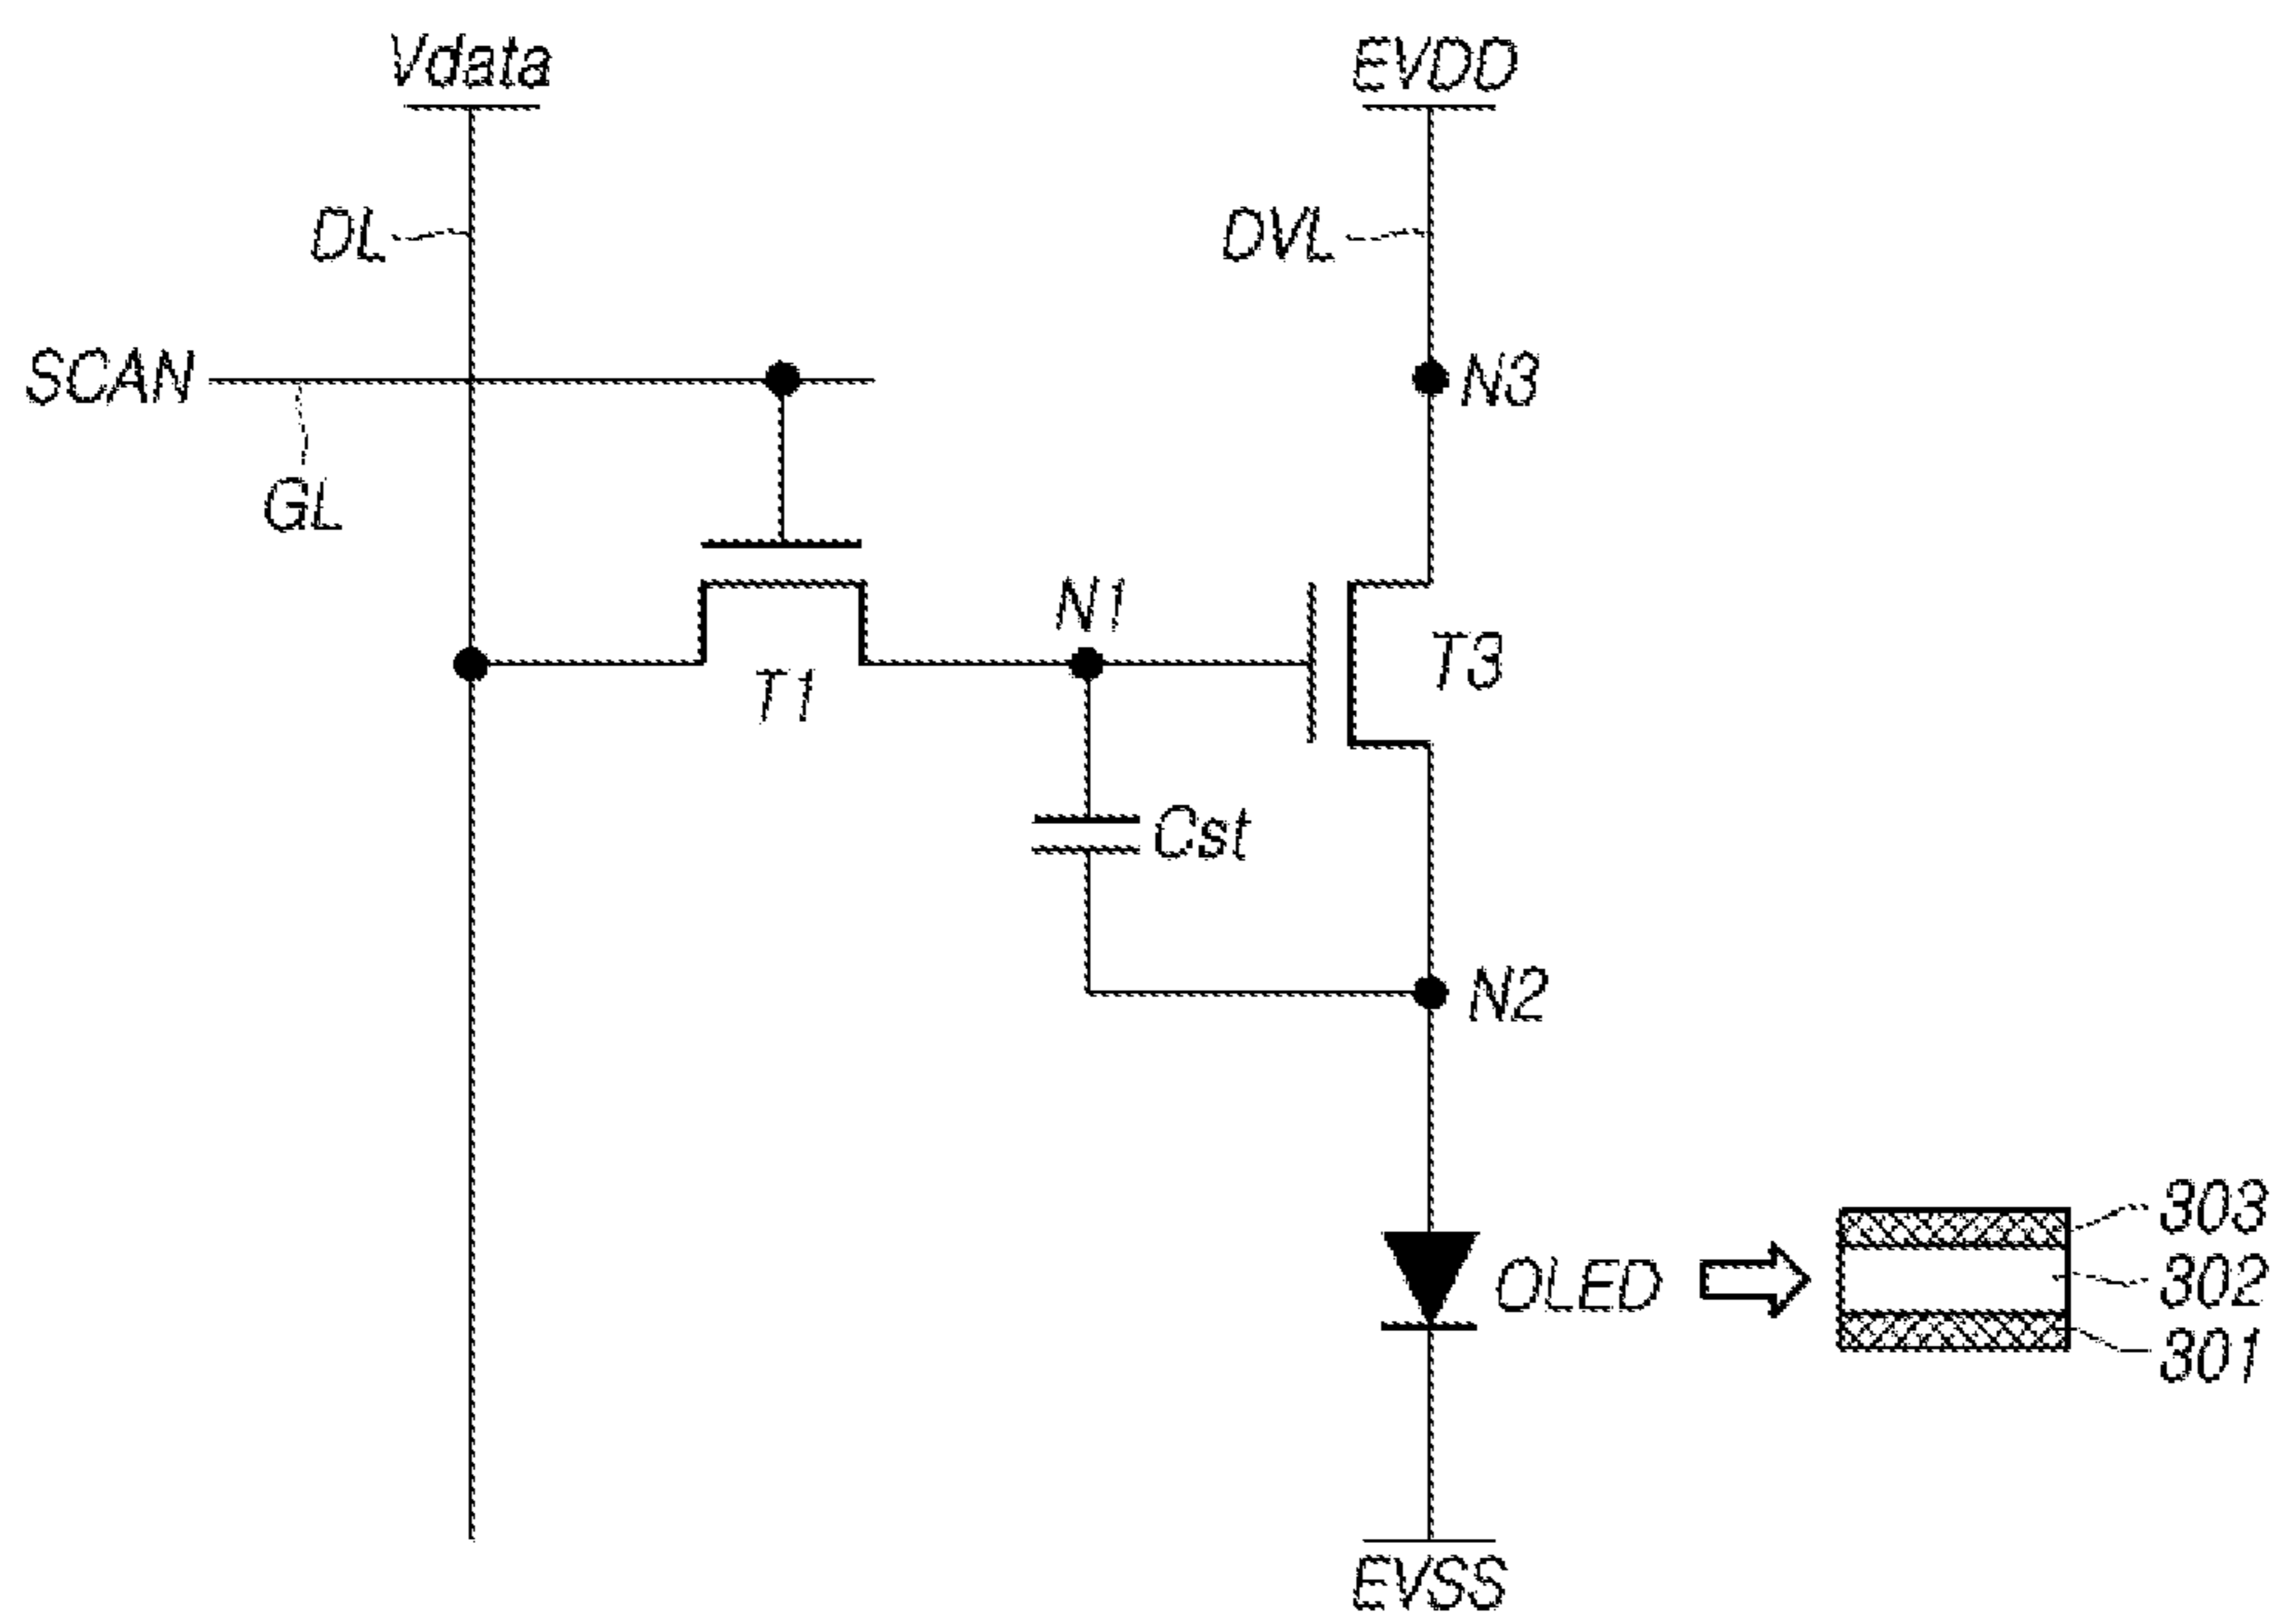 Vdata
EVDD
DL
DVL
SCAN
N3
GL
N1
T3
T1
Cst
N2
303
OLED
302
301
EVSS